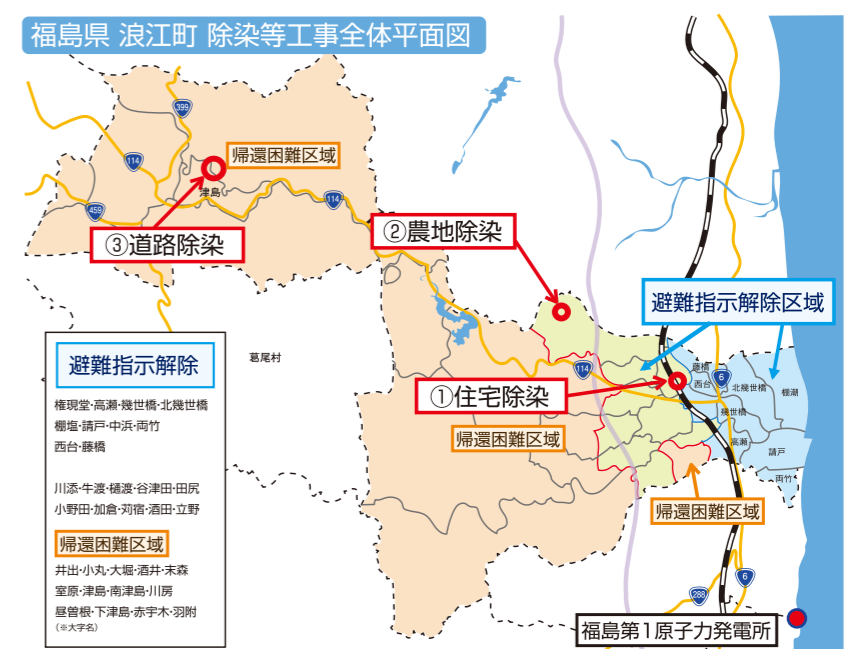 福島県 浪江町 除染等工事全体平面図
399
114
459
帰還困難区域
津島
114
③道路除染
②農地除染
避難指示解除区域
葛尾村
114
6
藤橋
西台
北幾世橋
棚潮
①住宅除染
幾世橋
帰還困難区域
高瀬
請戸
両竹
帰還困難区域
避難指示解除
権現堂・高瀬・幾世橋・北幾世橋
棚塩・請戸・中浜・両竹
西台・藤橋
川添・牛渡・樋渡・谷津田・田尻
小野田・加倉・苅宿・酒田・立野
帰還困難区域
井出・小丸・大堀・酒井・末森
室原・津島・南津島・川房
昼曽根・下津島・赤宇木・羽附
(※大字名)
6
288
福島第1原子力発電所